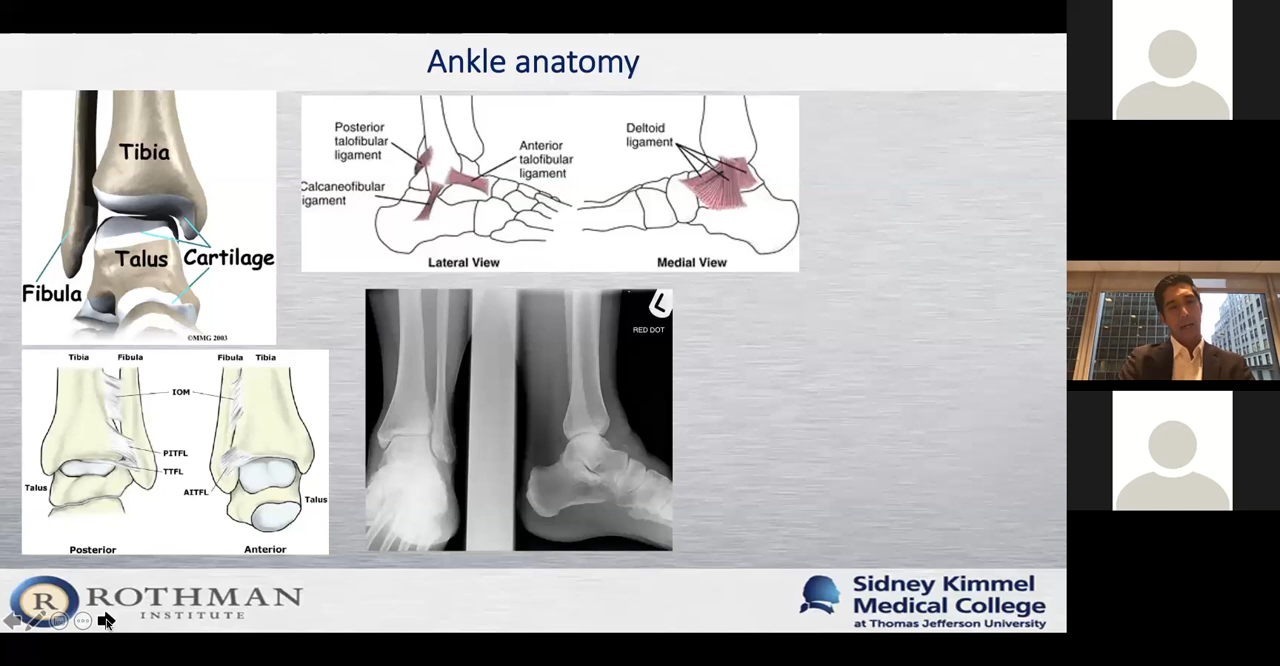 Ankle anatomy
Tibia
Talus
Cartilage
Fibula
©MMG 2003
Posterior
talofibular
ligament
Calcaneofibular
ligament
Anterior
talofibular
ligament
Lateral View
Deltoid
ligament
Medial View
Tibia Fibula
Fibula Tibia
IOM
PITFL
TTFL
AITFL
Talus
Talus
Posterior
Anterior
L
RED DOT
R
ROTHMAN
INSTITUTE
Sidney Kimmel
Medical College
at Thomas Jefferson University